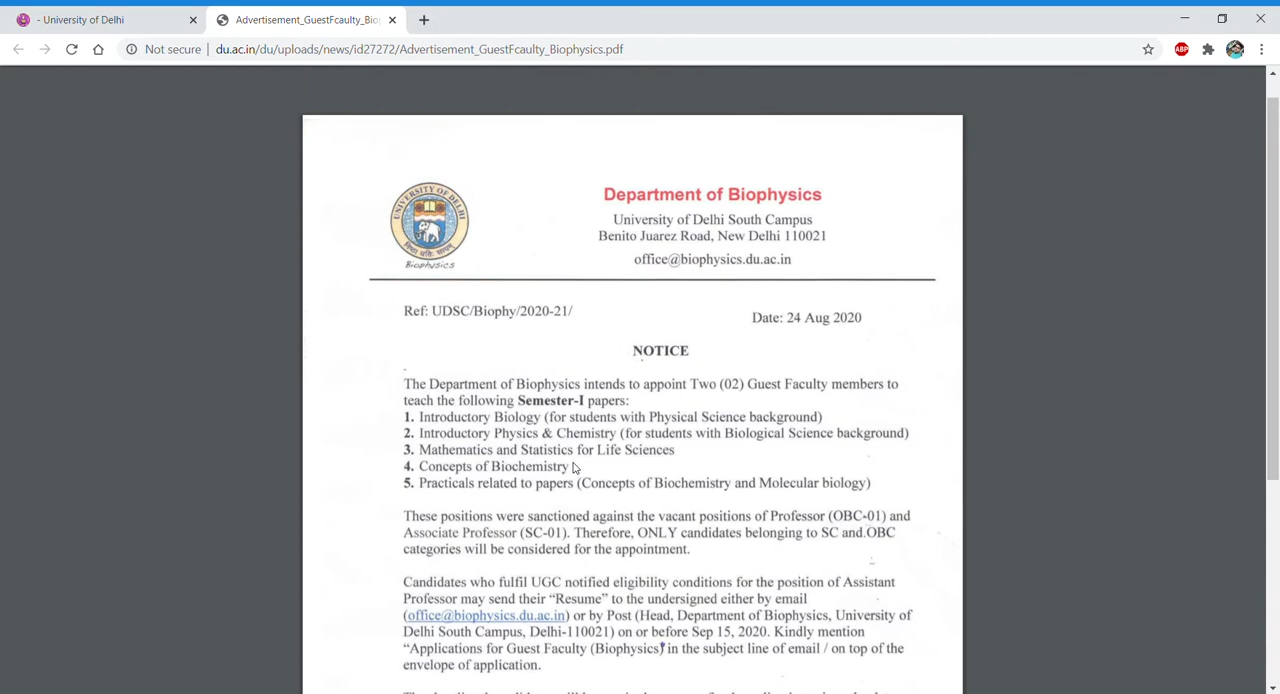 - University of Delhi
Advertisement_GuestFcaulty_Bio
Not secure
du.ac.in/du/uploads/news/id27272/Advertisement_GuestFcaulty_Biophysics.pdf
ABP
UNIVERSITY OF DELHI
Biophysics
Department of Biophysics
University of Delhi South Campus
Benito Juarez Road, New Delhi 110021
office@biophysics.du.ac.in
Ref: UDSC/Biophy/2020-21/
Date: 24 Aug 2020
NOTICE
The Department of Biophysics intends to appoint Two (02) Guest Faculty members to
teach the following Semester-I papers:
1. Introductory Biology (for students with Physical Science background)
2. Introductory Physics & Chemistry (for students with Biological Science background)
3. Mathematics and Statistics for Life Sciences
4. Concepts of Biochemistry
5. Practicals related to papers (Concepts of Biochemistry and Molecular biology)
These positions were sanctioned against the vacant positions of Professor (OBC-01) and
Associate Professor (SC-01). Therefore, ONLY candidates belonging to SC and OBC
categories will be considered for the appointment.
Candidates who fulfil UGC notified eligibility conditions for the position of Assistant
Professor may send their “Resume” to the undersigned either by email
(office@biophysics.du.ac.in) or by Post (Head, Department of Biophysics, University of
Delhi South Campus, Delhi-110021) on or before Sep 15, 2020. Kindly mention
“Applications for Guest Faculty (Biophysics)” in the subject line of email / on top of the
envelope of application.